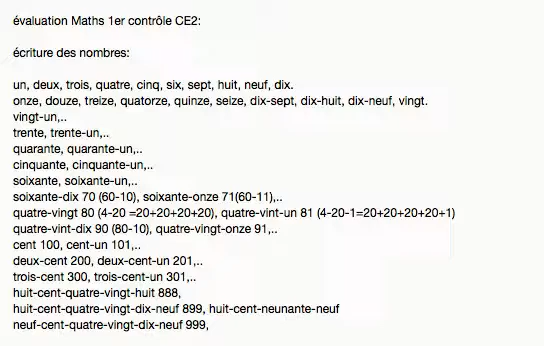 évaluation Maths 1er contrôle CE2:
écriture des nombres:
un, deux, trois, quatre, cinq, six, sept, huit, neuf, dix.
onze, douze, treize, quatorze, quinze, seize, dix-sept, dix-huit, dix-neuf, vingt.
vingt-un,..
trente, trente-un,..
quarante, quarante-un,..
cinquante, cinquante-un,..
soixante, soixante-un,..
soixante-dix 70 (60-10), soixante-onze 71(60-11),..
quatre-vingt 80 (4-20 =20+20+20+20), quatre-vint-un 81 (4-20-1=20+20+20+20+1)
quatre-vint-dix 90 (80-10), quatre-vingt-onze 91,..
cent 100, cent-un 101,..
deux-cent 200, deux-cent-un 201,..
trois-cent 300, trois-cent-un 301,..
huit-cent-quatre-vingt-huit 888,
huit-cent-quatre-vingt-dix-neuf 899, huit-cent-neunante-neuf
neuf-cent-quatre-vingt-dix-neuf 999,